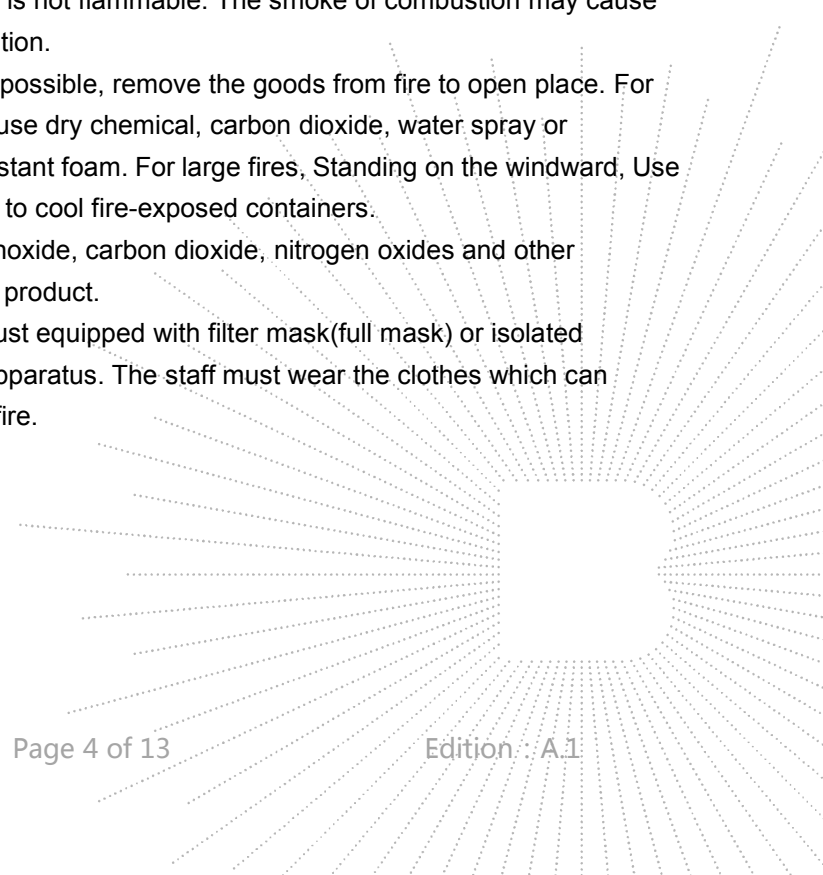 is not flammable. The smoke of combustion may cause
tion.
possible, remove the goods from fire to open place. For
use dry chemical, carbon dioxide, water spray or
stant foam. For large fires, Standing on the windward, Use
to cool fire-exposed containers.
noxide, carbon dioxide, nitrogen oxides and other
product.
ust equipped with filter mask(full mask) or isolated
pparatus. The staff must wear the clothes which can
fire.
Page 4 of 13 Edition : A.1